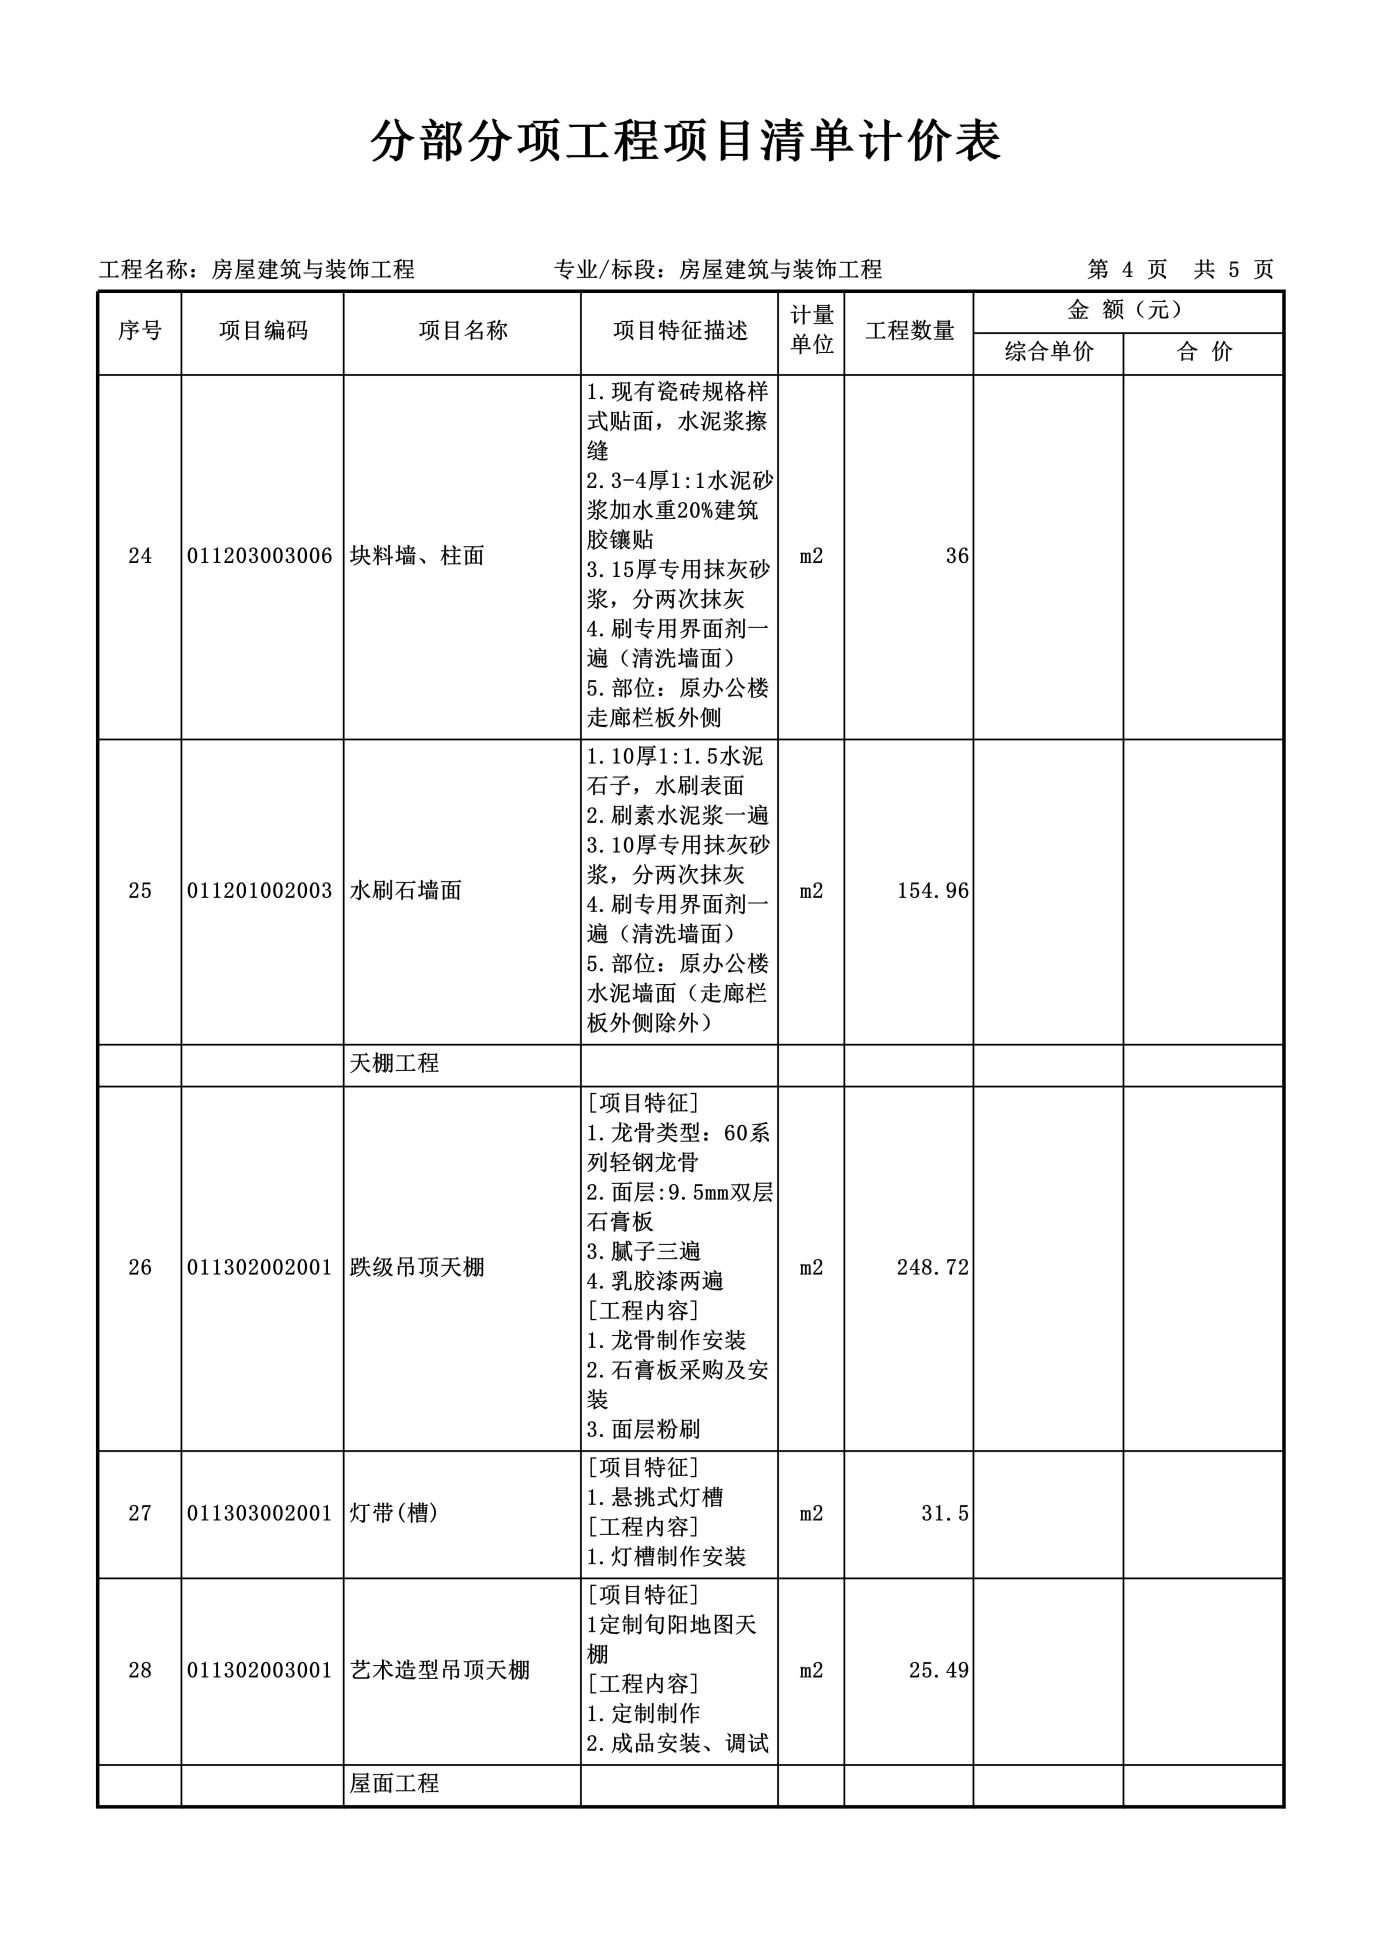 分部分项工程项目清单计价表
工程名称：房屋建筑与装饰工程 专业/标段：房屋建筑与装饰工程 第 4 页 共 5 页
序号 项目编码 项目名称 项目特征描述 计量单位 工程数量 金 额（元）
综合单价 合 价
24 011203003006 块料墙、柱面
1.现有瓷砖规格样
式贴面，水泥浆擦
缝
2.3-4厚1:1水泥砂
浆加水重20%建筑
胶镶贴
3.15厚专用抹灰砂
浆，分两次抹灰
4.刷专用界面剂一
遍（清洗墙面）
5.部位：原办公楼
走廊栏板外侧
m2 36
25 011201002003 水刷石墙面
1.10厚1:1.5水泥
石子，水刷表面
2.刷素水泥浆一遍
3.10厚专用抹灰砂
浆，分两次抹灰
4.刷专用界面剂一
遍（清洗墙面）
5.部位：原办公楼
水泥墙面（走廊栏
板外侧除外）
m2 154.96
天棚工程
26 011302002001 跌级吊顶天棚
[项目特征]
1.龙骨类型：60系
列轻钢龙骨
2.面层:9.5mm双层
石膏板
3.腻子三遍
4.乳胶漆两遍
[工程内容]
1.龙骨制作安装
2.石膏板采购及安
装
3.面层粉刷
m2 248.72
27 011303002001 灯带(槽)
[项目特征]
1.悬挑式灯槽
[工程内容]
1.灯槽制作安装
m2 31.5
28 011302003001 艺术造型吊顶天棚
[项目特征]
1定制旬阳地图天
棚
[工程内容]
1.定制制作
2.成品安装、调试
m2 25.49
屋面工程